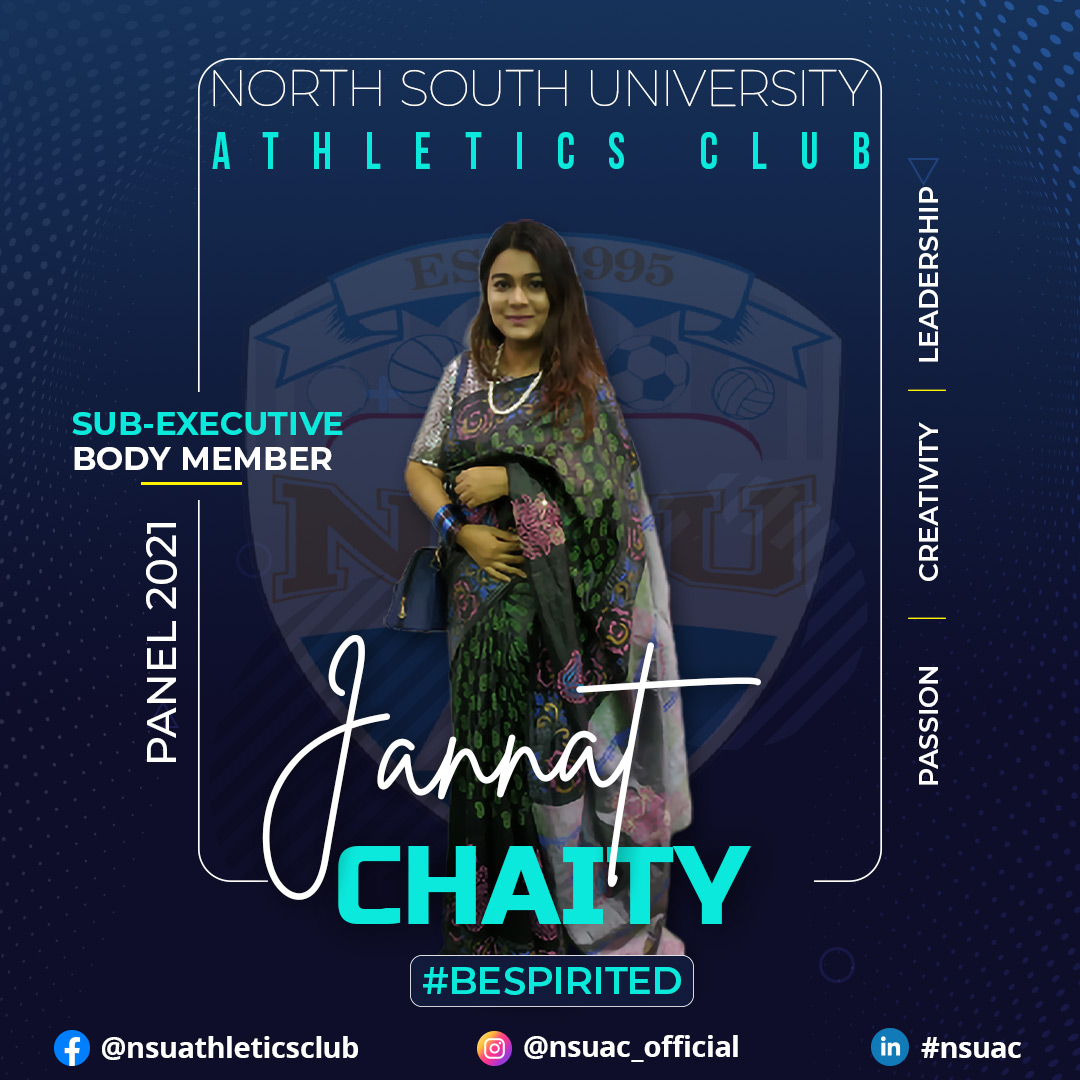 NORTH SOUTH UNIVERSITY
ATHLETICS CLUB
SUB-EXECUTIVE
BODY MEMBER
PANEL 2021
LEADERSHIP
CREATIVITY
PASSION
Jannat
CHAITY
#BESPIRITED
@nsuathleticsclub
@nsuac_official
in #nsuac